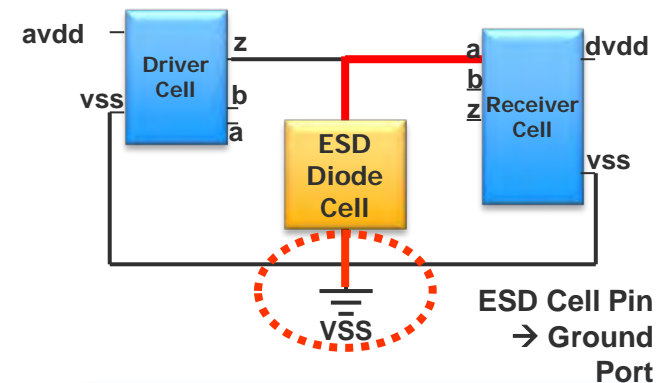 avdd
z
Driver
Cell
vss
b
a
a
dvdd
b
z
Receiver
Cell
vss
ESD
Diode
Cell
VSS
ESD Cell Pin
→ Ground
Port